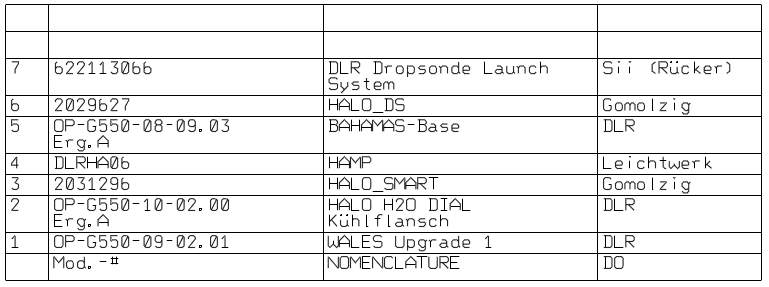 7 622113066 DLR Dropsonde Launch Sii (Rücker)
System
6 2029627 HALO_DS Gomolzig
5 OP-G550-08-09.03 BAHAMAS-Base DLR
Erg.A
4 DLRHA06 HAMP Leichtwerk
3 2031296 HALO_SMART Gomolzig
2 OP-G550-10-02.00 HALO H2O DIAL DLR
Erg.A Kühlflansch
1 OP-G550-09-02.01 WALES Upgrade 1 DLR
Mod.-# NOMENCLATURE DO